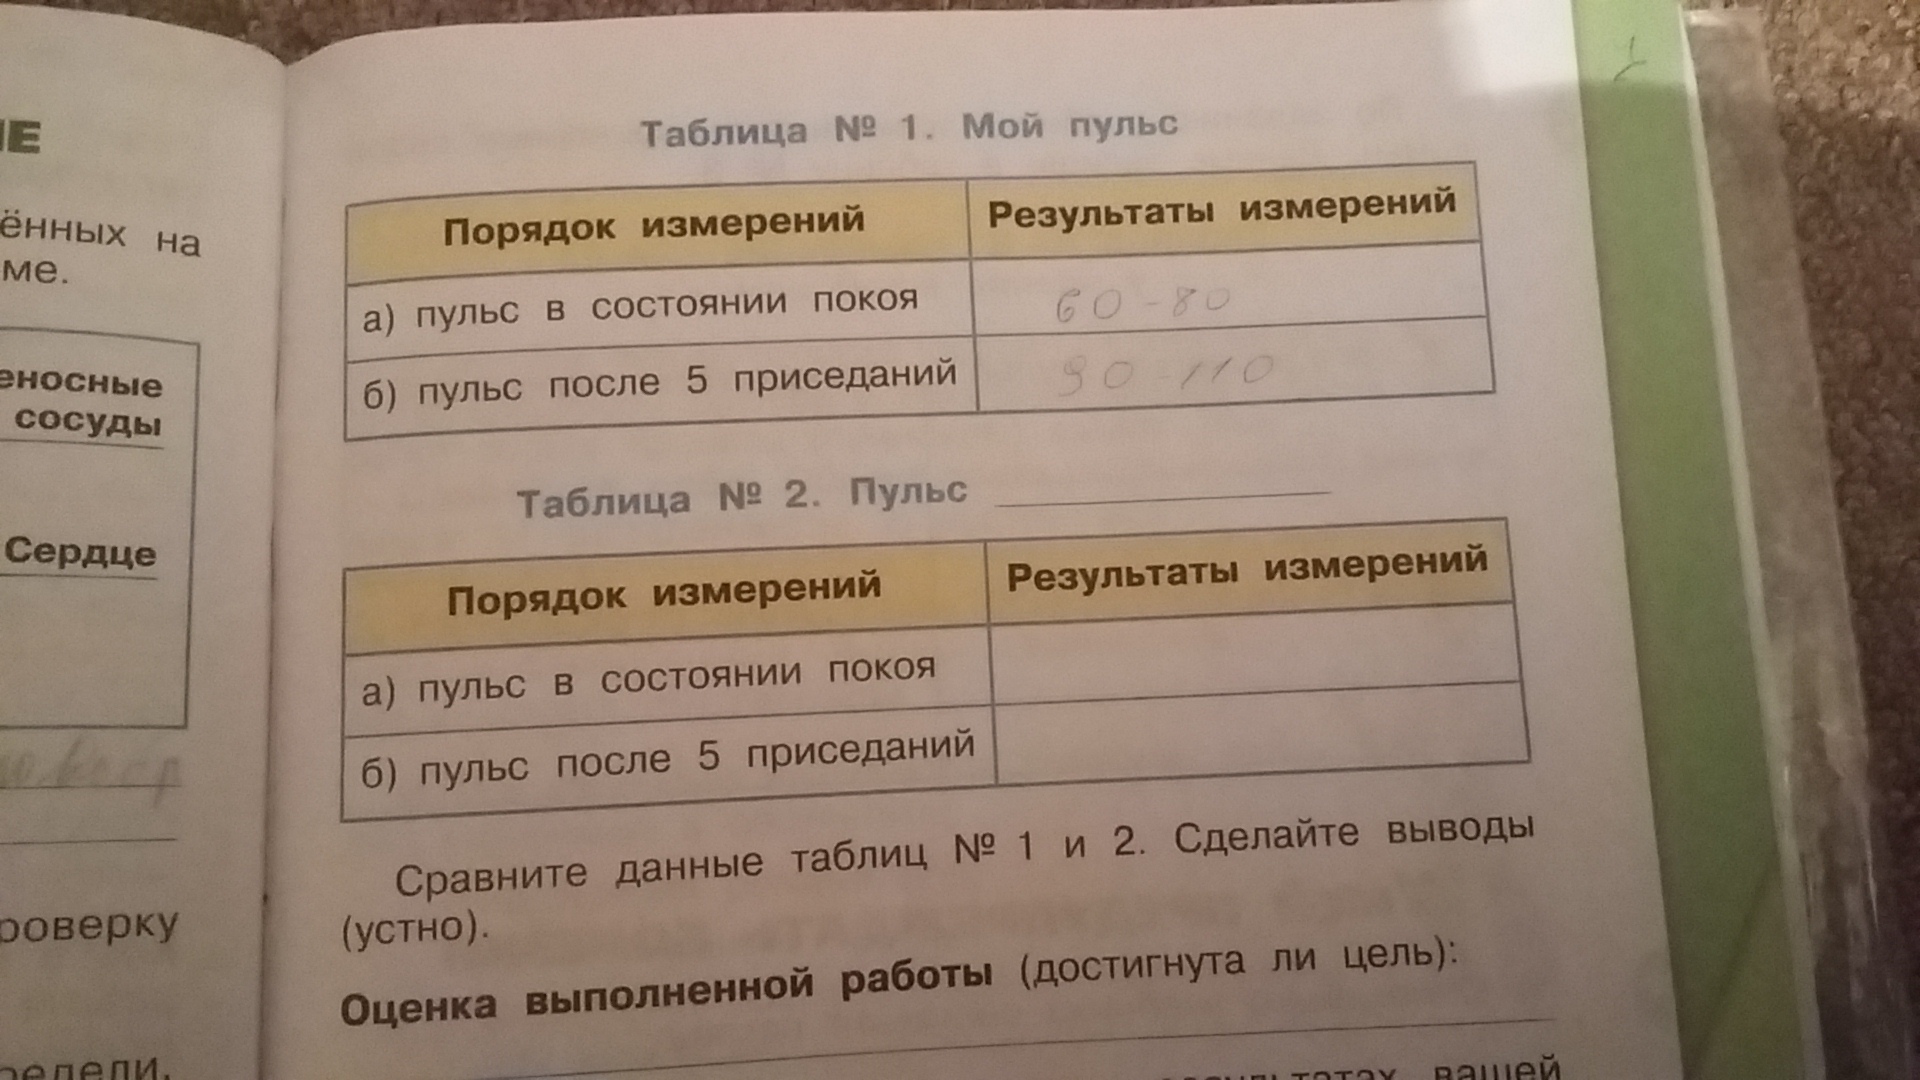 IE
ённых на
ме.
еносные
сосуды
Сердце
роверку
редели.
Таблица № 1. Мой пульс
Порядок измерений Результаты измерений
а) пульс в состоянии покоя 60-80
б) пульс после 5 приседаний 90-110
Таблица № 2. Пульс
Порядок измерений Результаты измерений
а) пульс в состоянии покоя
б) пульс после 5 приседаний
Сравните данные таблиц № 1 и 2. Сделайте выводы
(устно).
Оценка выполненной работы (достигнута ли цель):
вашей